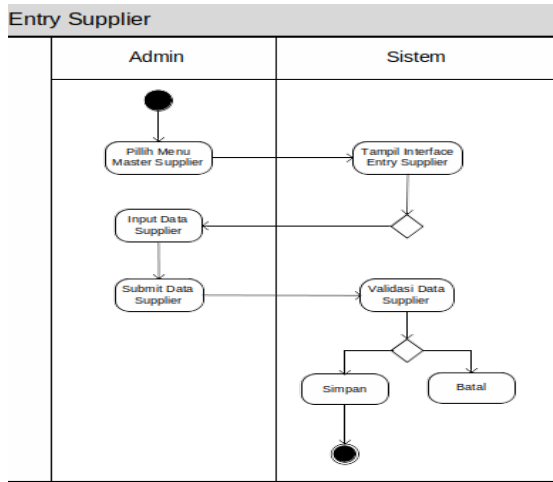 Entry Supplier
Admin
Sistem
Pillih Menu
Master Supplier
Tampil Interface
Entry Supplier
Input Data
Supplier
Submit Data
Supplier
Validasi Data
Supplier
Simpan
Batal